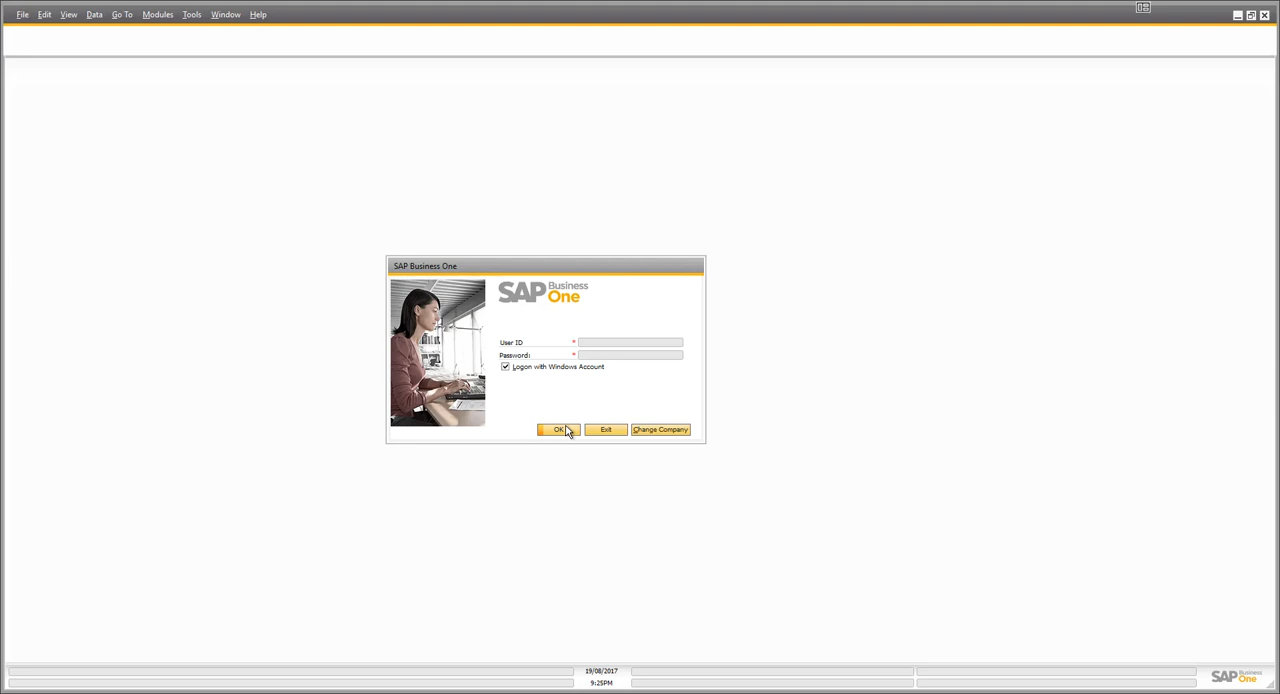 File Edit View Data Go To Modules Tools Window Help
SAP Business One
SAP Business One
User ID *
Password: *
Logon with Windows Account
OK Exit Change Company
19/08/2017
9:25PM
SAP Business One